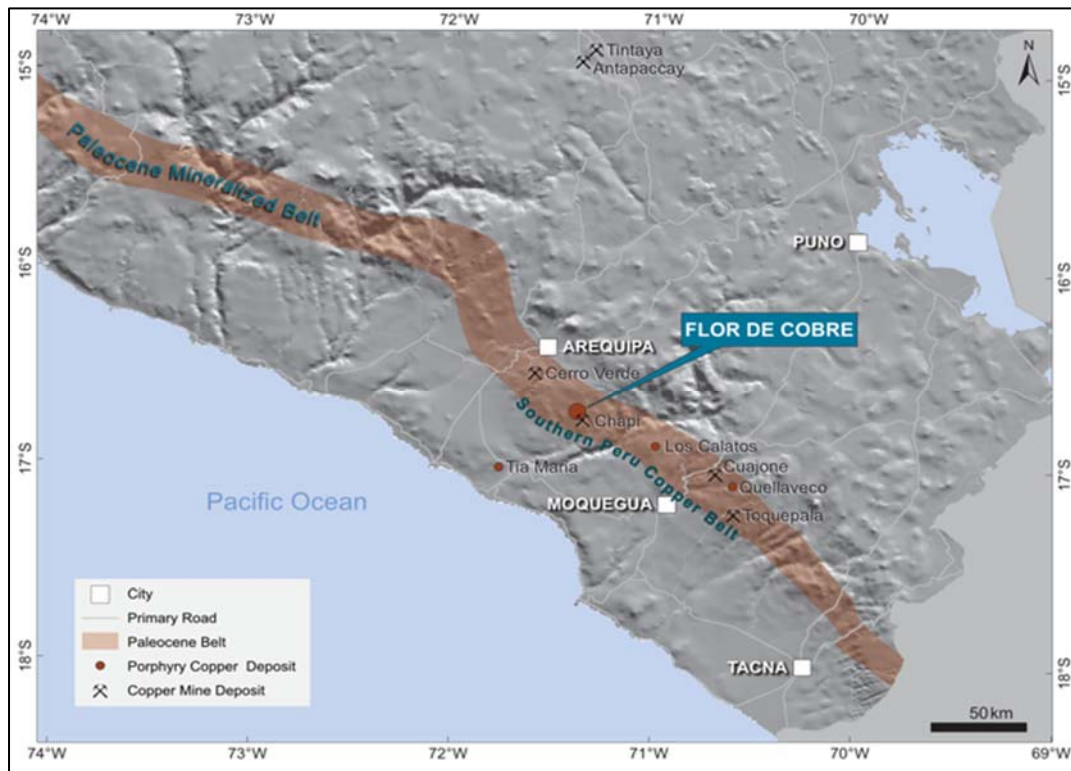 74°W 73°W 72°W 71°W 70°W
15°S
15°S
Tintaya
Antapaccay
N
Paleocene Mineralized Belt
16°S
16°S
PUNO
FLOR DE COBRE
AREQUIPA
Cerro Verde
Chapi
Southern Peru Copper Belt
Los Calatos
Tia Maria
Cuajone
Quellaveco
17°S
17°S
Pacific Ocean
MOQUEGUA
Toquepala
City
Primary Road
Paleocene Belt
Porphyry Copper Deposit
Copper Mine Deposit
18°S
18°S
TACNA
50 km
74°W 73°W 72°W 71°W 70°W 69°W